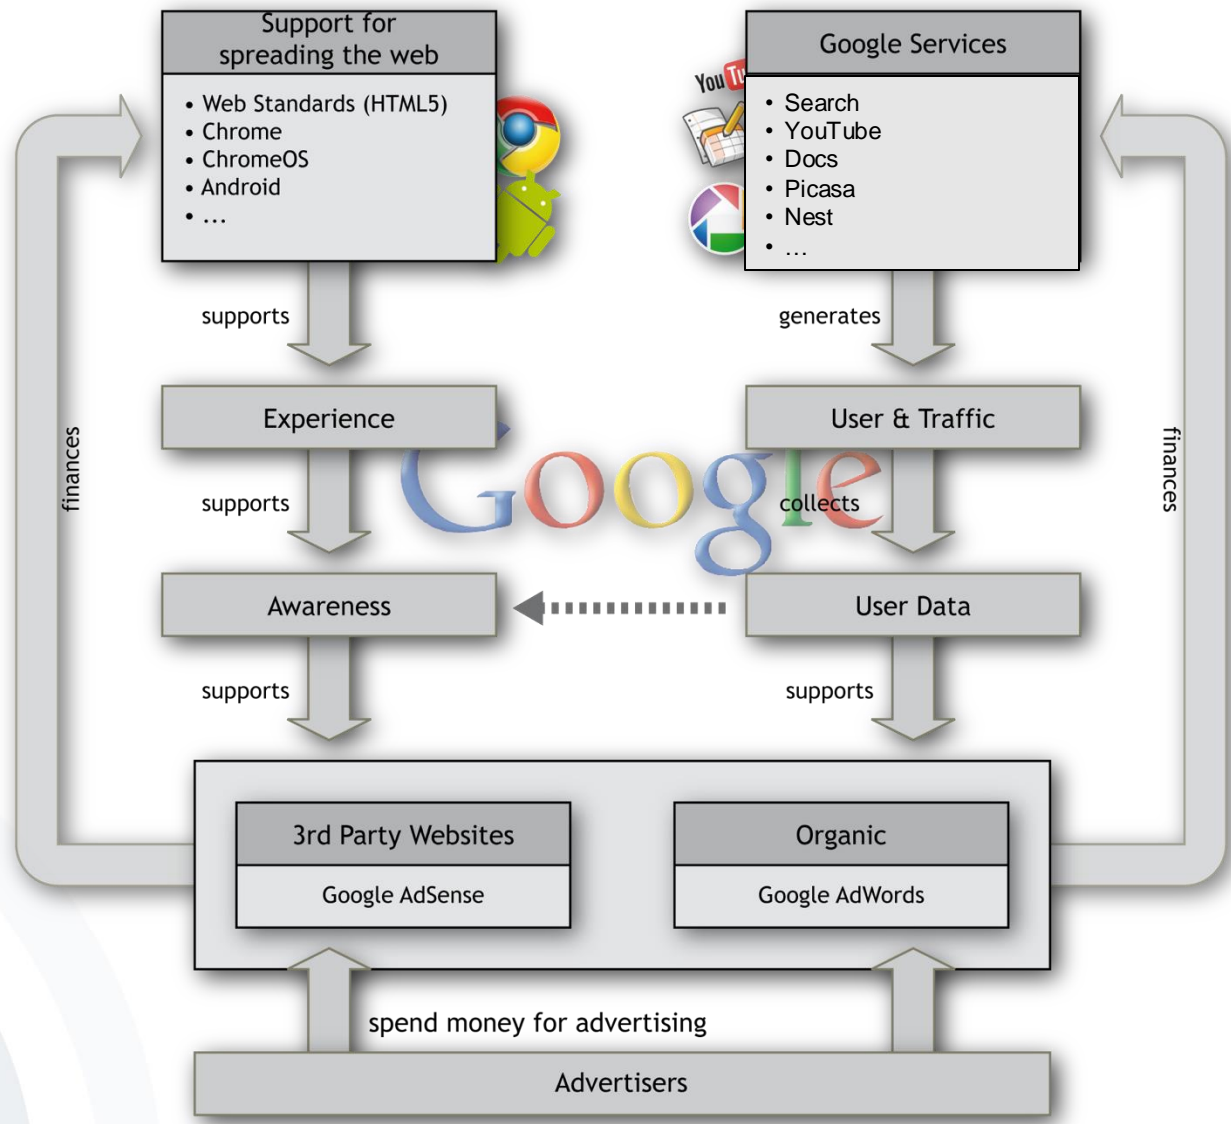 Support for
spreading the web
• Web Standards (HTML5)
• Chrome
• ChromeOS
• Android
• ...
Google Services
You Tu
• Search
• YouTube
• Docs
• Picasa
• Nest
• ...
supports
generates
Experience
User & Traffic
finances
finances
Google
supports
collects
Awareness
User Data
supports
supports
3rd Party Websites
Google AdSense
Organic
Google AdWords
spend money for advertising
Advertisers